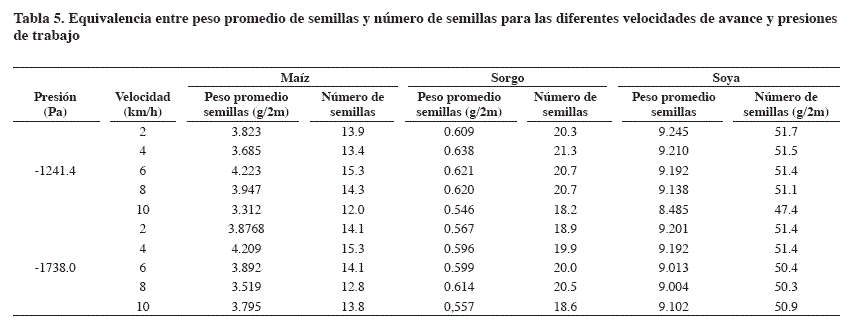 Tabla 5. Equivalencia entre peso promedio de semillas y número de semillas para las diferentes velocidades de avance y presiones
de trabajo
Maíz Sorgo Soya
Presión Velocidad Peso promedio Número de Peso promedio Número de Peso promedio Número de
(Pa) (km/h) semillas (g/2m) semillas semillas (g/2m) semillas semillas semillas (g/2m)
2 3.823 13.9 0.609 20.3 9.245 51.7
4 3.685 13.4 0.638 21.3 9.210 51.5
-1241.4 6 4.223 15.3 0.621 20.7 9.192 51.4
8 3.947 14.3 0.620 20.7 9.138 51.1
10 3.312 12.0 0.546 18.2 8.485 47.4
2 3.8768 14.1 0.567 18.9 9.201 51.4
4 4.209 15.3 0.596 19.9 9.192 51.4
-1738.0 6 3.892 14.1 0.599 20.0 9.013 50.4
8 3.519 12.8 0.614 20.5 9.004 50.3
10 3.795 13.8 0,557 18.6 9.102 50.9